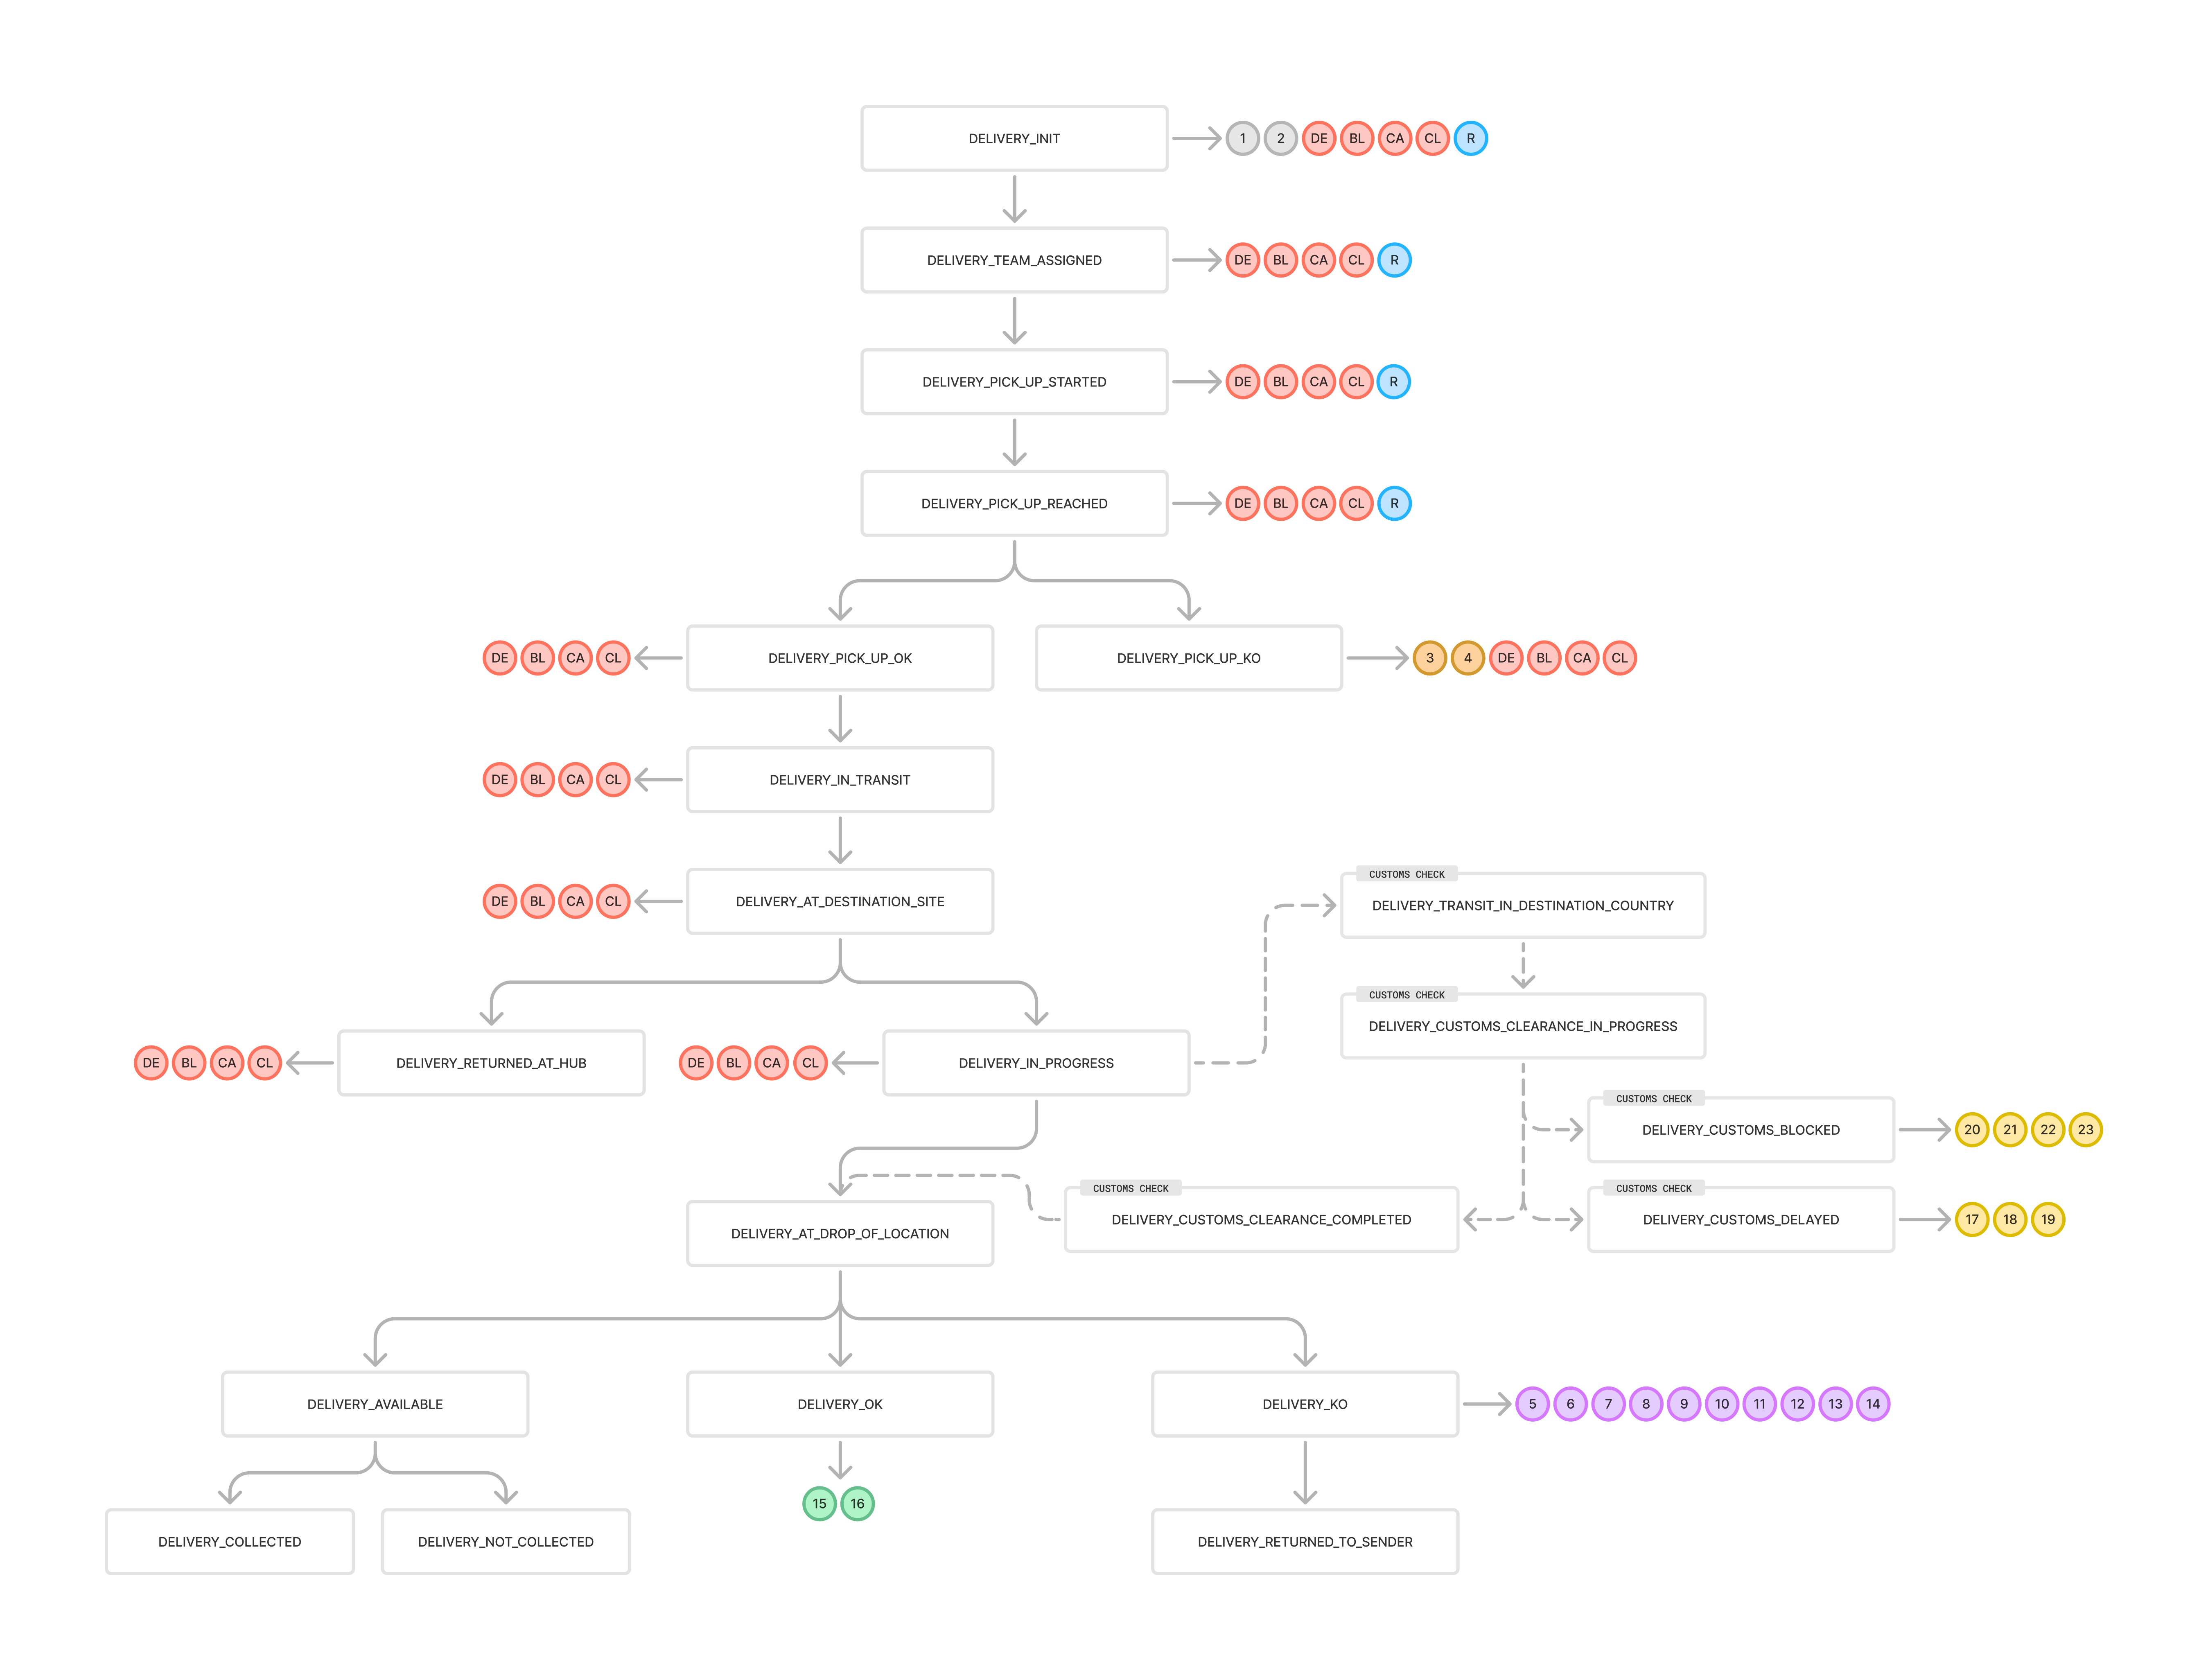 DELIVERY_INIT
1 2 DE BL CA CL R
DELIVERY_TEAM_ASSIGNED
DE BL CA CL R
DELIVERY_PICK_UP_STARTED
DE BL CA CL R
DELIVERY_PICK_UP_REACHED
DE BL CA CL R
DE BL CA CL
DELIVERY_PICK_UP_OK
DELIVERY_PICK_UP_KO
3 4 DE BL CA CL
DE BL CA CL
DELIVERY_IN_TRANSIT
DE BL CA CL
DELIVERY_AT_DESTINATION_SITE
CUSTOMS CHECK
DELIVERY_TRANSIT_IN_DESTINATION_COUNTRY
CUSTOMS CHECK
DELIVERY_CUSTOMS_CLEARANCE_IN_PROGRESS
DE BL CA CL
DELIVERY_RETURNED_AT_HUB
DE BL CA CL
DELIVERY_IN_PROGRESS
CUSTOMS CHECK
DELIVERY_CUSTOMS_BLOCKED
20 21 22 23
CUSTOMS CHECK
DELIVERY_CUSTOMS_CLEARANCE_COMPLETED
CUSTOMS CHECK
DELIVERY_CUSTOMS_DELAYED
17 18 19
DELIVERY_AT_DROP_OF_LOCATION
DELIVERY_AVAILABLE
DELIVERY_OK
DELIVERY_KO
5 6 7 8 9 10 11 12 13 14
15 16
DELIVERY_COLLECTED
DELIVERY_NOT_COLLECTED
DELIVERY_RETURNED_TO_SENDER